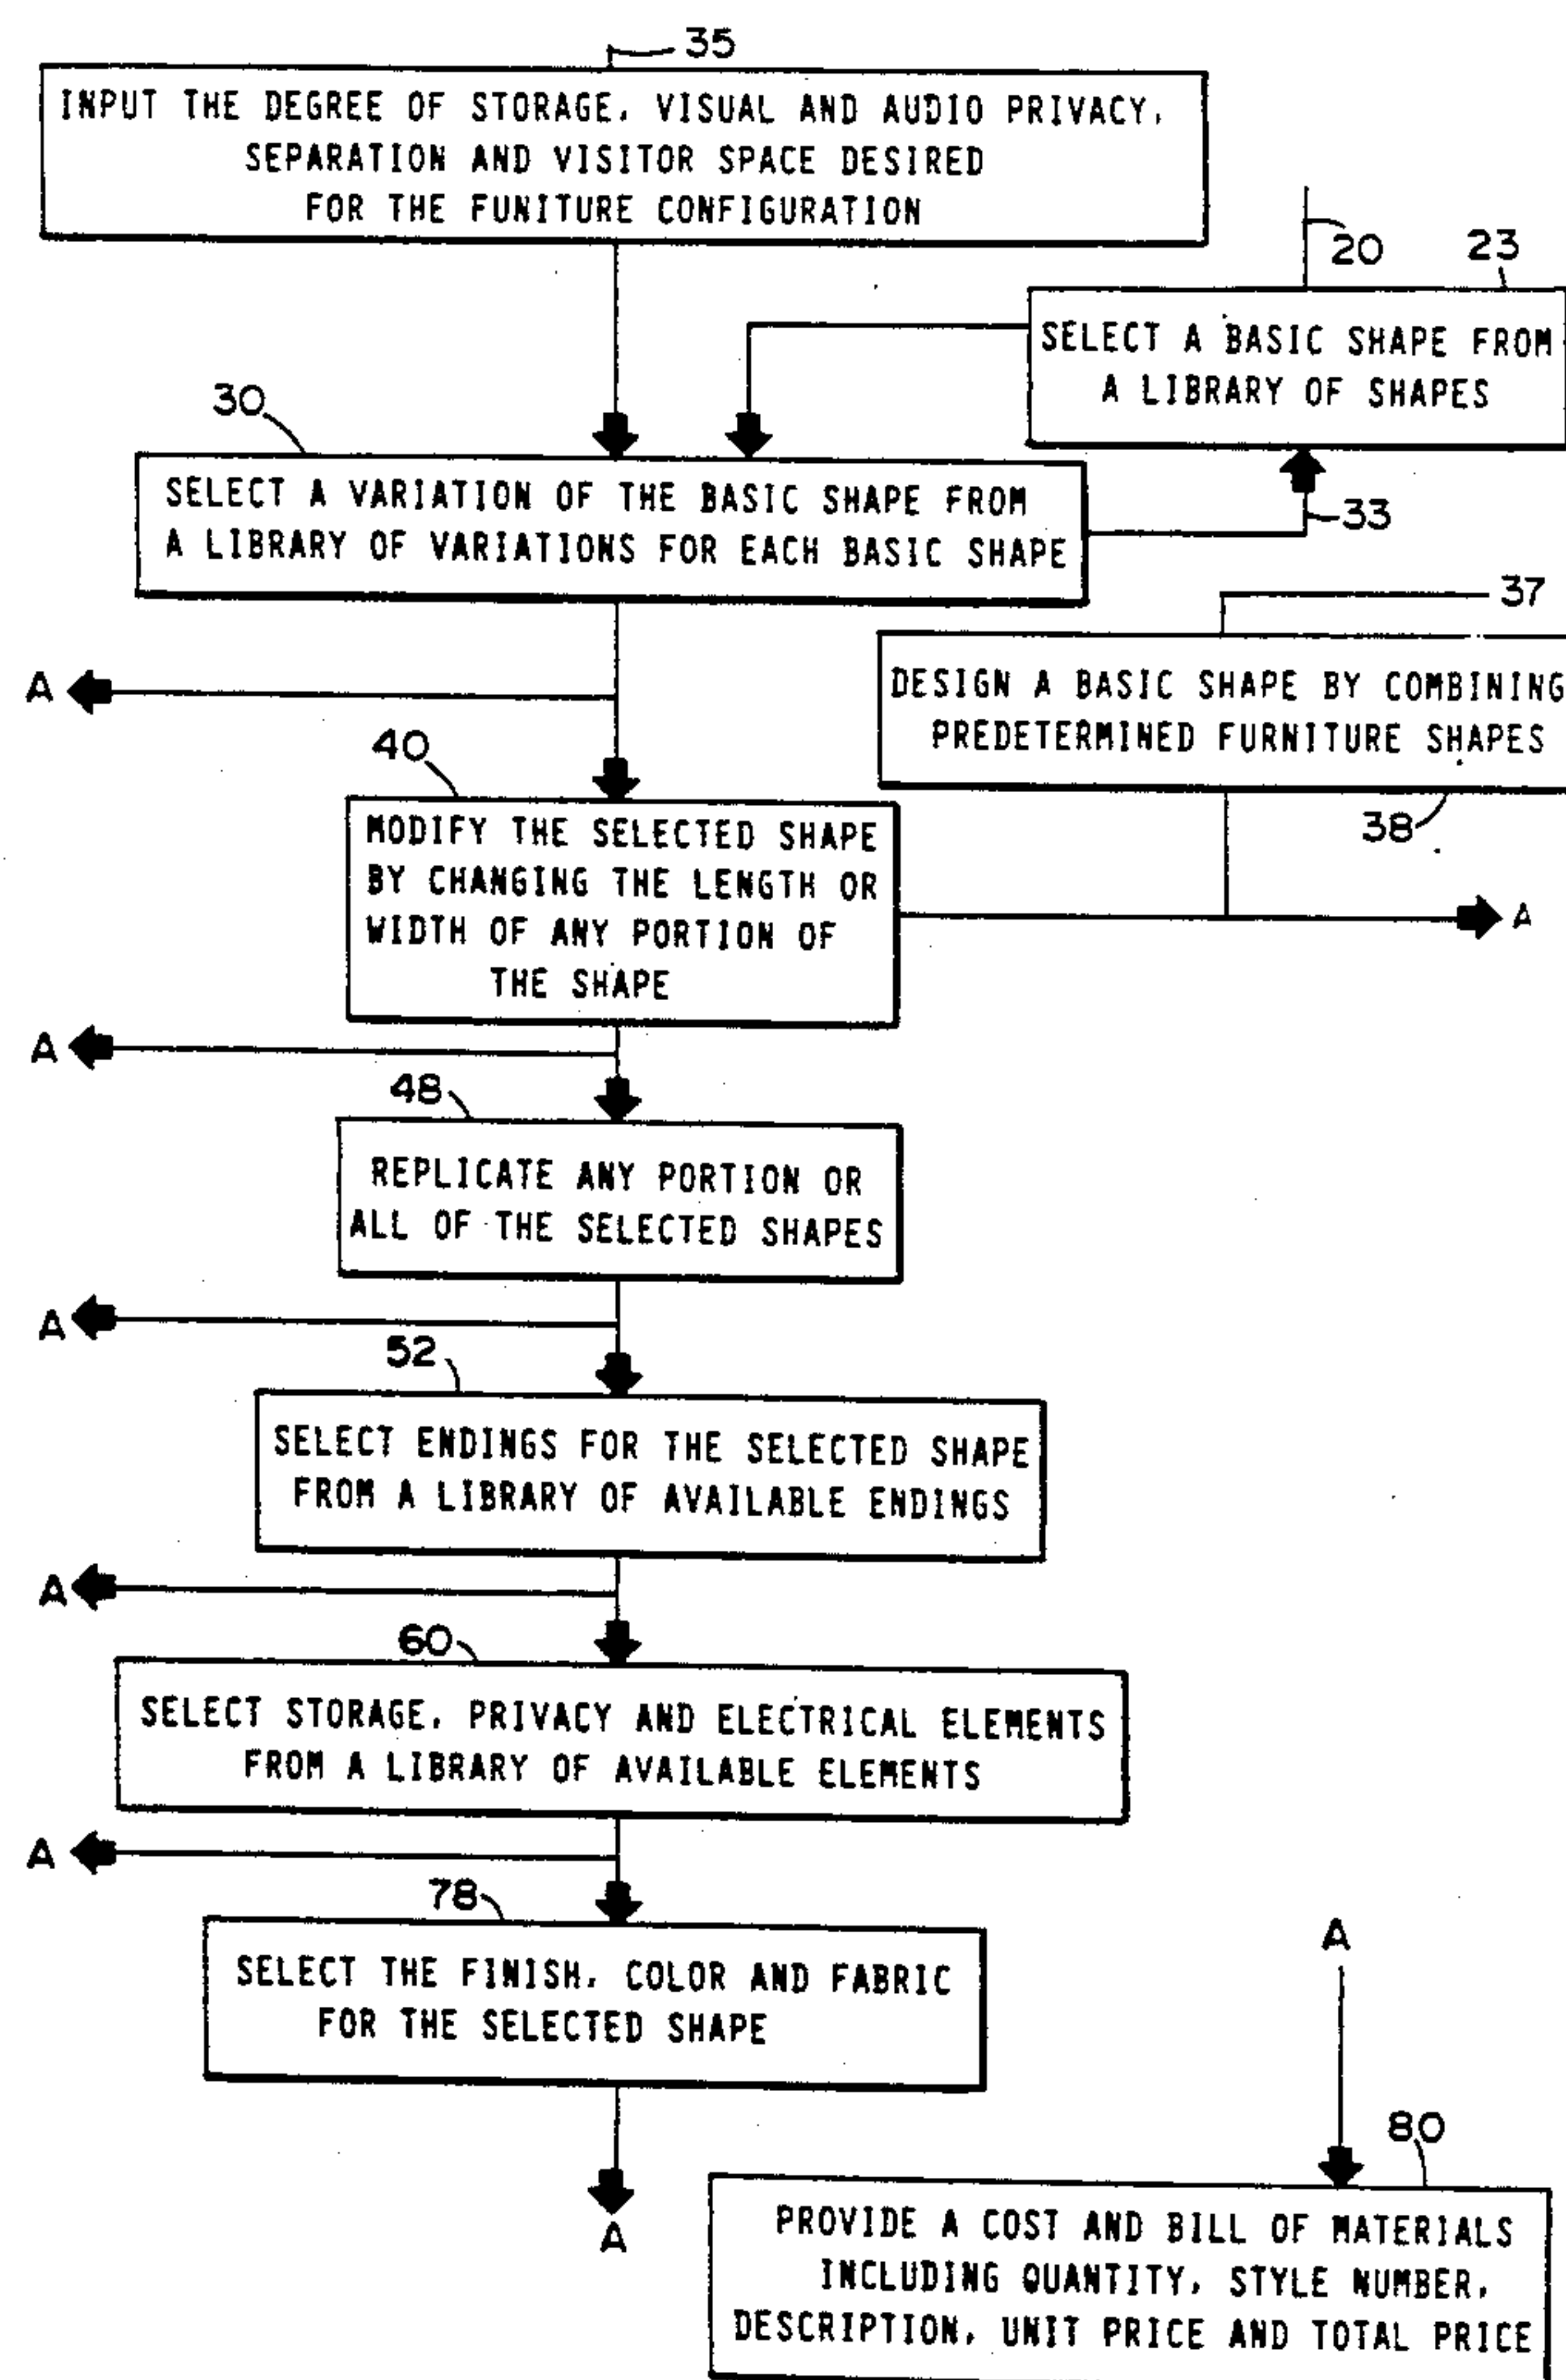 35
INPUT THE DEGREE OF STORAGE, VISUAL AND AUDIO PRIVACY,
SEPARATION AND VISITOR SPACE DESIRED
FOR THE FUNITURE CONFIGURATION
20
23
SELECT A BASIC SHAPE FROM
A LIBRARY OF SHAPES
30
SELECT A VARIATION OF THE BASIC SHAPE FROM
A LIBRARY OF VARIATIONS FOR EACH BASIC SHAPE
33
37
DESIGN A BASIC SHAPE BY COMBINING
PREDETERMINED FURNITURE SHAPES
38
A
40
MODIFY THE SELECTED SHAPE
BY CHANGING THE LENGTH OR
WIDTH OF ANY PORTION OF
THE SHAPE
A
A
48
REPLICATE ANY PORTION OR
ALL OF THE SELECTED SHAPES
A
52
SELECT ENDINGS FOR THE SELECTED SHAPE
FROM A LIBRARY OF AVAILABLE ENDINGS
A
60
SELECT STORAGE, PRIVACY AND ELECTRICAL ELEMENTS
FROM A LIBRARY OF AVAILABLE ELEMENTS
A
78
SELECT THE FINISH, COLOR AND FABRIC
FOR THE SELECTED SHAPE
A
A
80
PROVIDE A COST AND BILL OF MATERIALS
INCLUDING QUANTITY, STYLE NUMBER,
DESCRIPTION, UNIT PRICE AND TOTAL PRICE